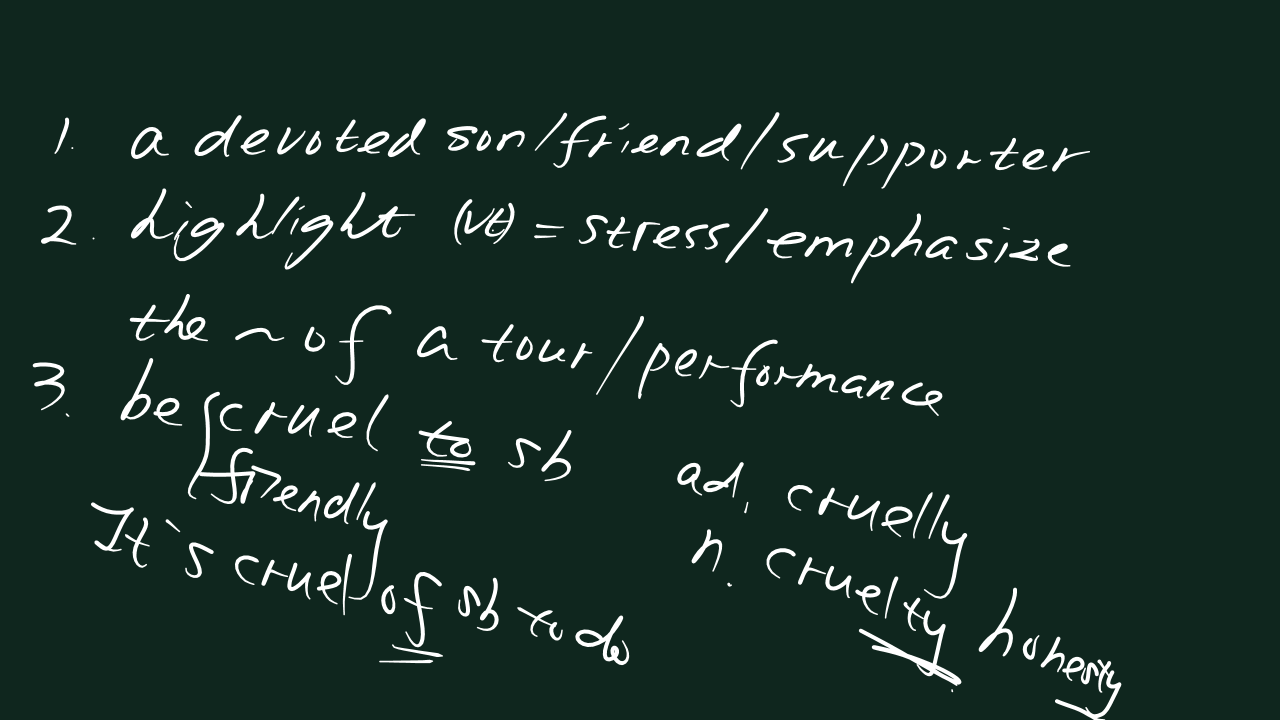 1. a devoted son/friend/supporter
2. highlight (vt) = stress/emphasize
the ~ of a tour/performance
3. be { cruel to sb
friendly
It's cruel of sb to do
ad. cruelly
n. cruelty honesty